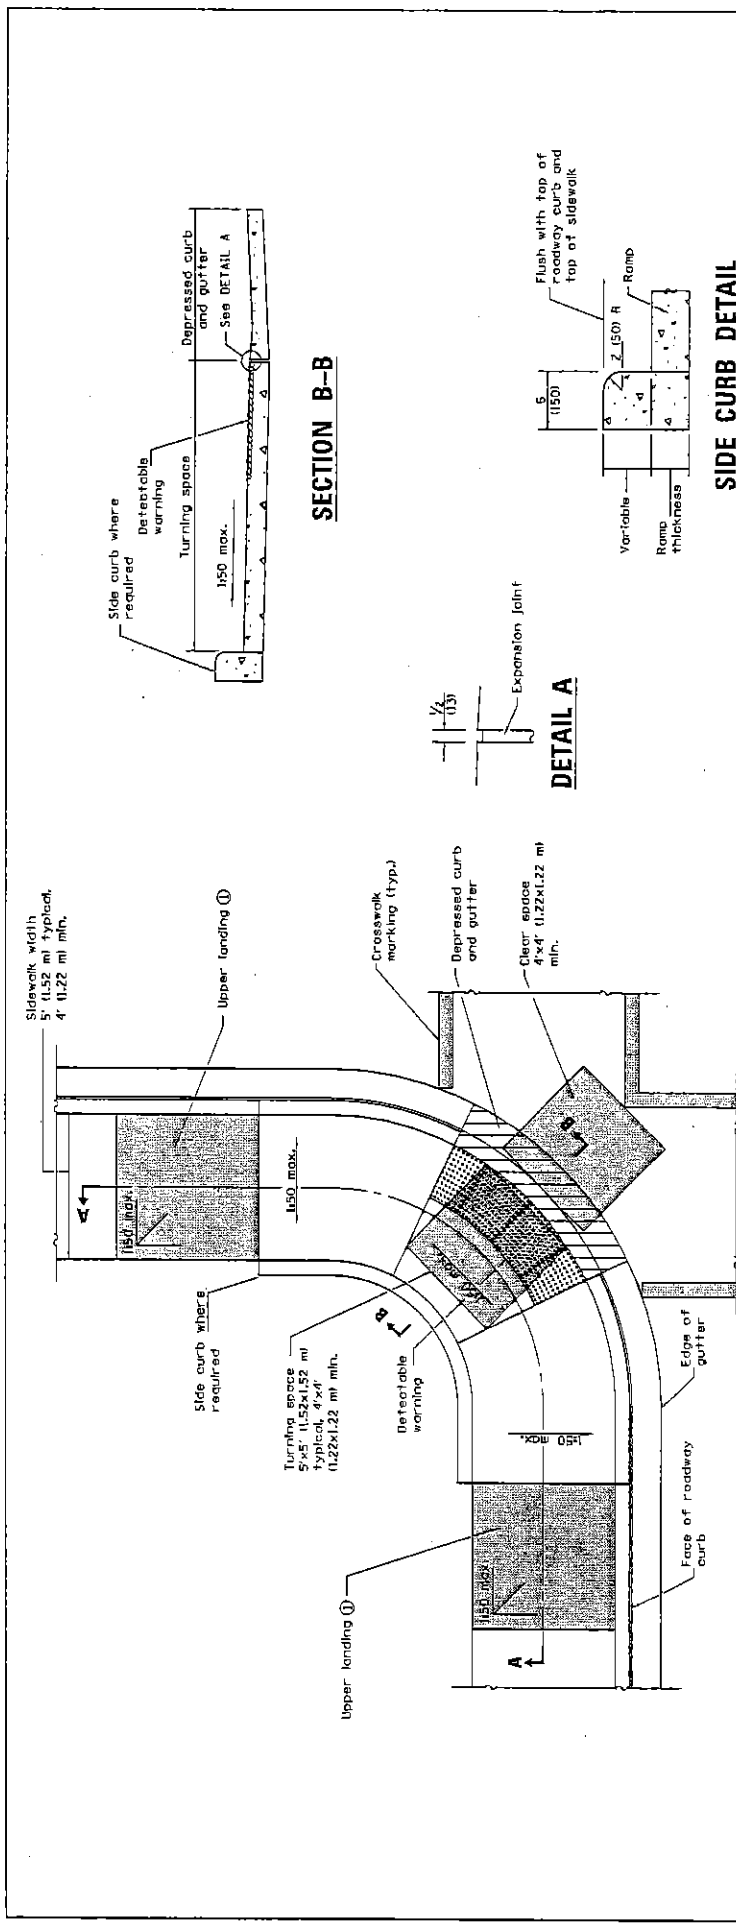 Sidewalk width
5' (1.52 m) typical,
4' (1.22 m) min.
Upper landing ①
A
1:50 max.
Side curb where
required
1:50 max.
Crosswalk
marking (typ.)
Depressed curb
and gutter
Clear space
4'x4' (1.22x1.22 m)
min.
Turning space
5'x5' (1.52x1.52 m)
typical, 4'x4'
(1.22x1.22 m) min.
B
B
Detectable
warning
1:50 max.
Upper landing ①
1:50 max.
A
Edge of
gutter
Face of roadway
curb
Side curb where
required
Detectable
warning
Turning space
1:50 max.
Depressed curb
and gutter
See DETAIL A
SECTION B-B
1/2
(13)
Expansion joint
DETAIL A
6
(150)
Flush with top of
roadway curb and
top of sidewalk
2 (50) R
Ramp
Variable
Ramp
thickness
SIDE CURB DETAIL